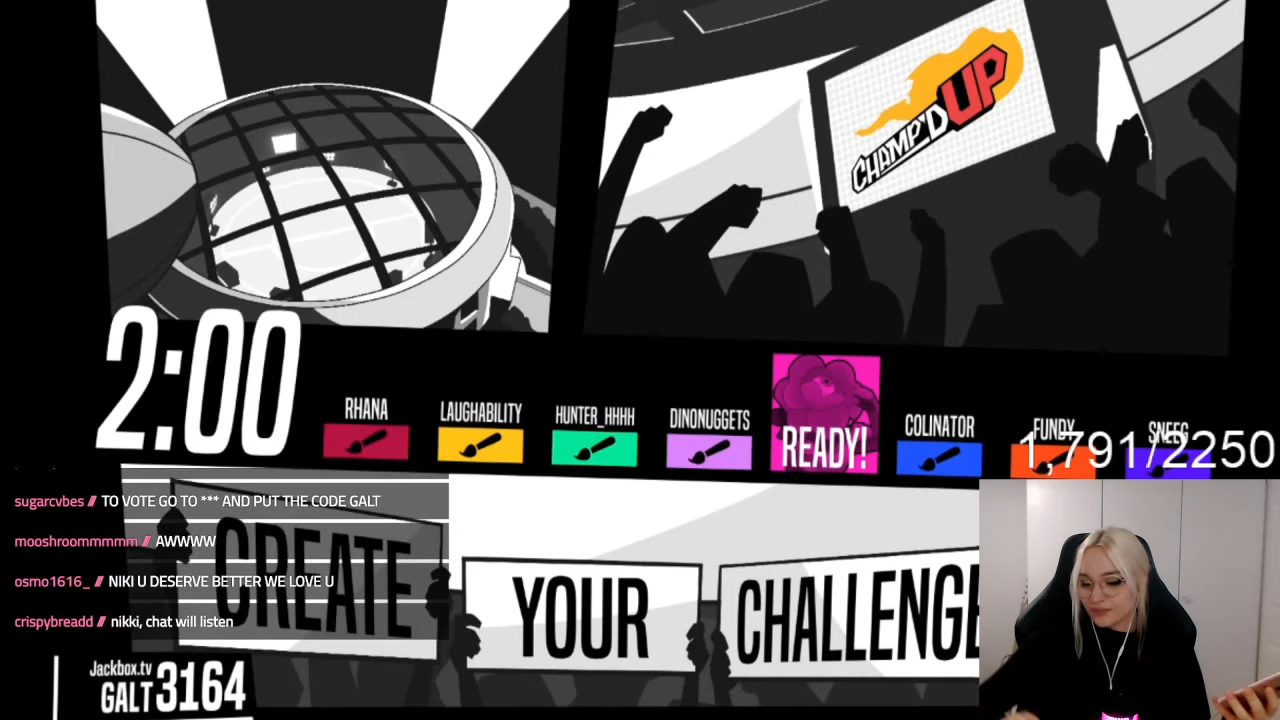 CHAMP'D UP
2:00
RHANA
LAUGHABILITY
HUNTER_HHHH
DINONUGGETS
READY!
COLINATOR
FUNDY
SNEEG
1,791/2250
sugarcvbes // TO VOTE GO TO *** AND PUT THE CODE GALT
mooshroommmmm // AWWWW
osmo1616_ // NIKI U DESERVE BETTER WE LOVE U
crispybreadd // nikki, chat will listen
CREATE
YOUR
CHALLENGE
Jackbox.tv
GALT 3164